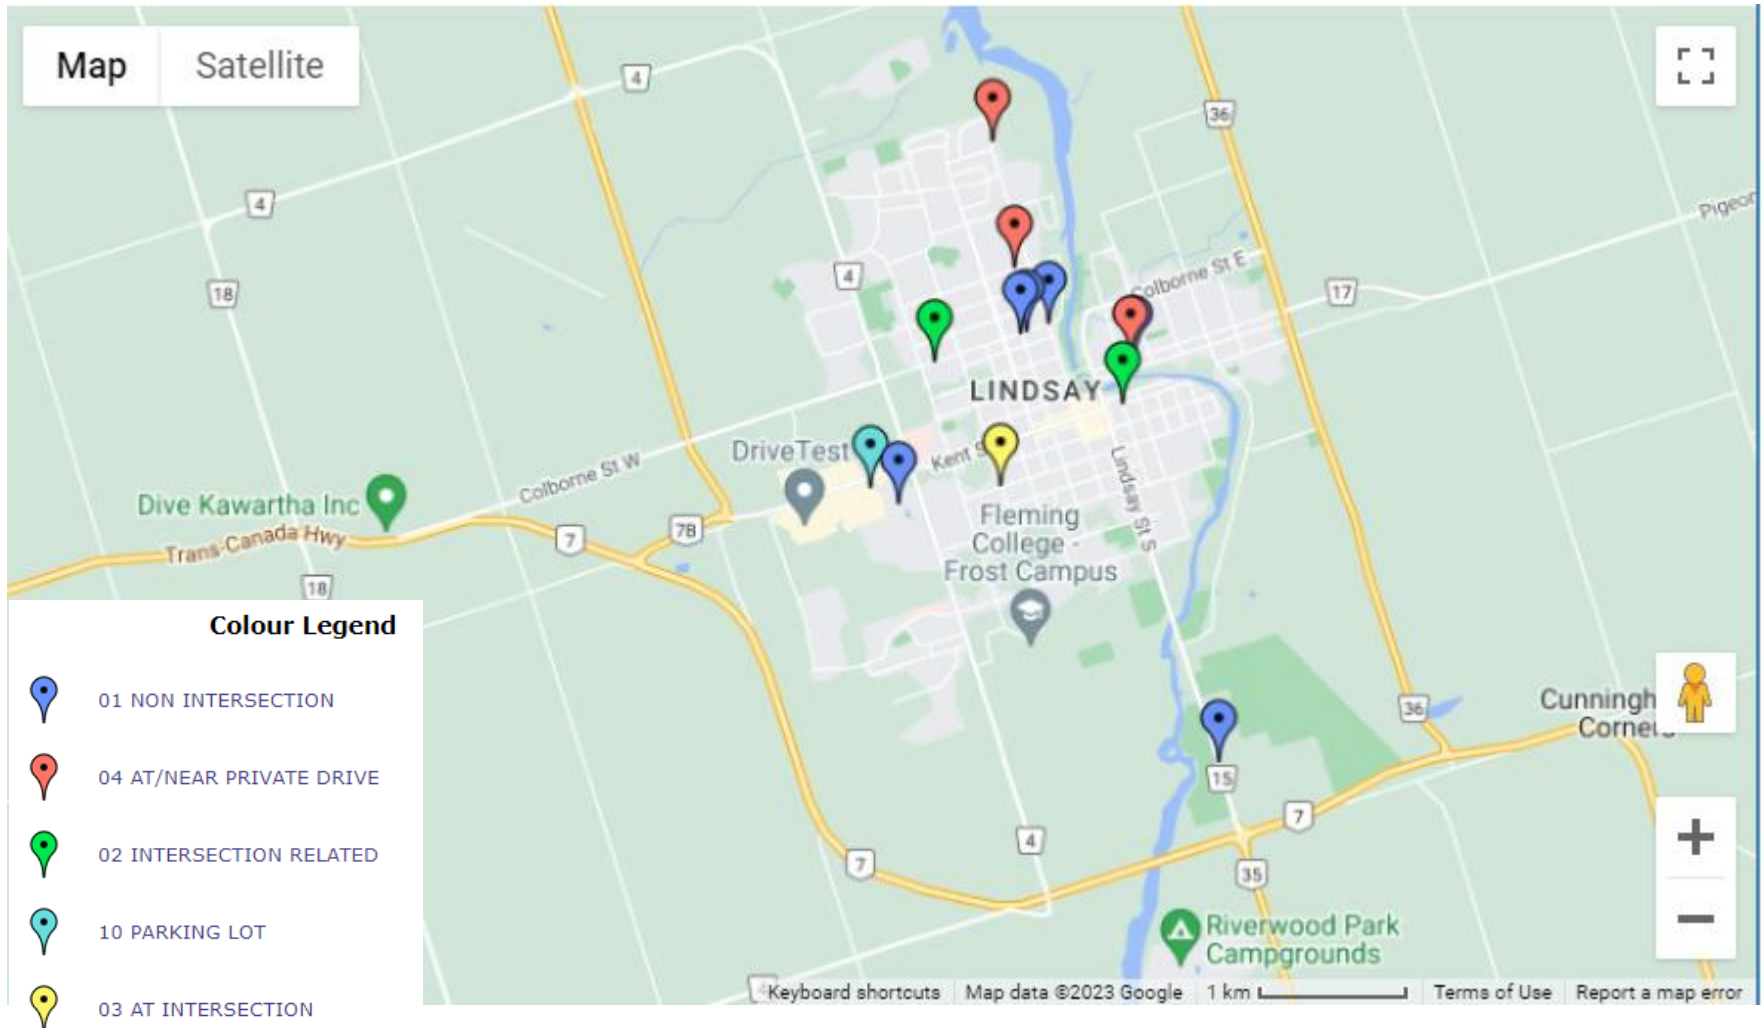 Map
Satellite
4
36
4
Pigeon
18
4
Colborne St E
17
LINDSAY
DriveTest
Kent S
Colborne St W
Dive Kawartha Inc
Trans-Canada Hwy
7
7B
Lindsay St S
Fleming
College -
Frost Campus
18
Colour Legend
01 NON INTERSECTION
04 AT/NEAR PRIVATE DRIVE
02 INTERSECTION RELATED
10 PARKING LOT
03 AT INTERSECTION
36
Cunningh
Corners
15
7
4
7
35
Riverwood Park
Campgrounds
4
Keyboard shortcuts
Map data ©2023 Google
1 km
Terms of Use
Report a map error